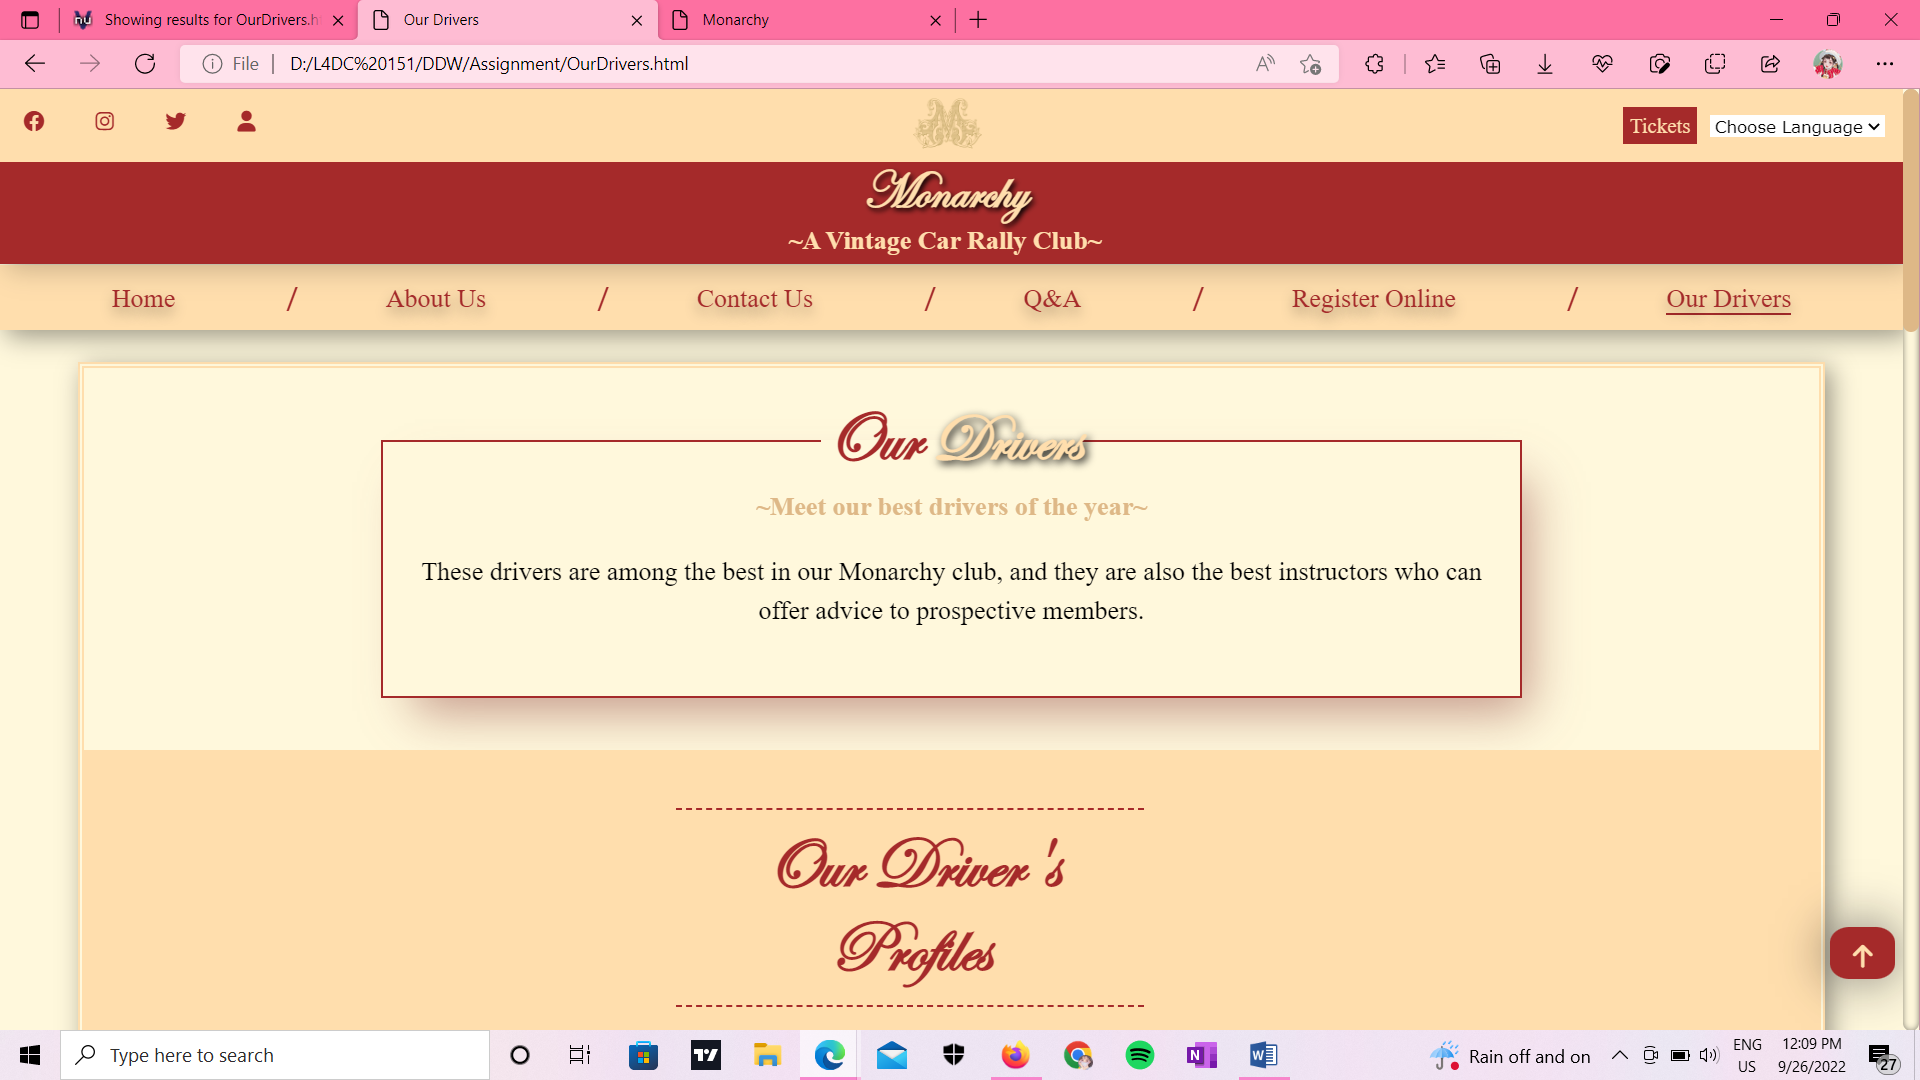 Showing results for OurDrivers.h
Our Drivers
Monarchy
File
D:/L4DC%20151/DDW/Assignment/OurDrivers.html
Tickets
Choose Language
Monarchy
~A Vintage Car Rally Club~
Home / About Us / Contact Us / Q&A / Register Online / Our Drivers
Our Drivers
~Meet our best drivers of the year~
These drivers are among the best in our Monarchy club, and they are also the best instructors who can
offer advice to prospective members.
Our Driver 's
Profiles
Type here to search
Rain off and on
ENG
US
12:09 PM
9/26/2022
27